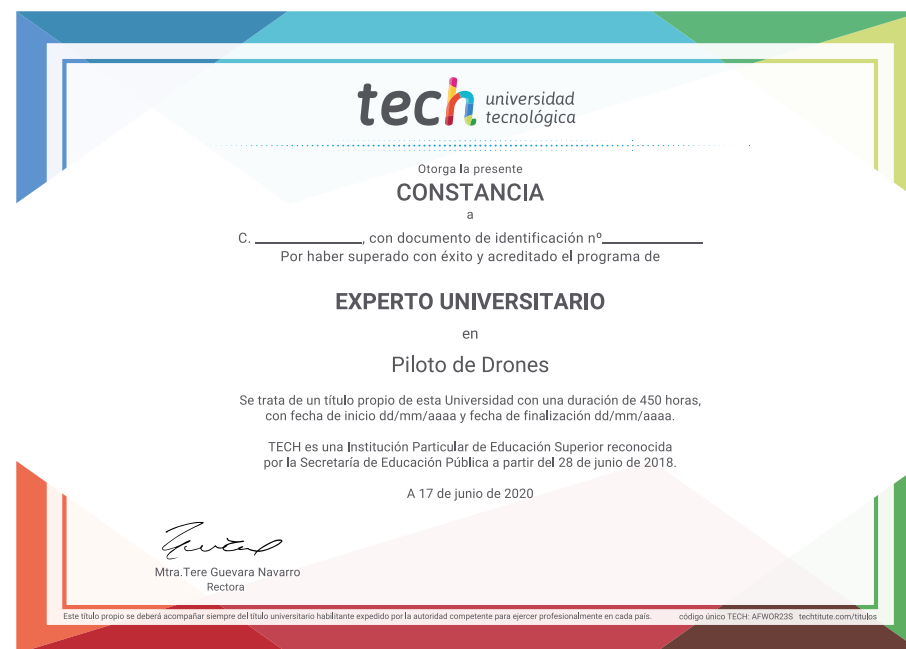 tech universidad
tecnológica
Otorga la presente
CONSTANCIA
a
C. ______________, con documento de identificación nº_____________
Por haber superado con éxito y acreditado el programa de
EXPERTO UNIVERSITARIO
en
Piloto de Drones
Se trata de un título propio de esta Universidad con una duración de 450 horas,
con fecha de inicio dd/mm/aaaa y fecha de finalización dd/mm/aaaa.
TECH es una Institución Particular de Educación Superior reconocida
por la Secretaría de Educación Pública a partir del 28 de junio de 2018.
A 17 de junio de 2020
Mtra.Tere Guevara Navarro
Rectora
Este título propio se deberá acompañar siempre del título universitario habilitante expedido por la autoridad competente para ejercer profesionalmente en cada país. código único TECH: AFWOR23S techtitute.com/titulos